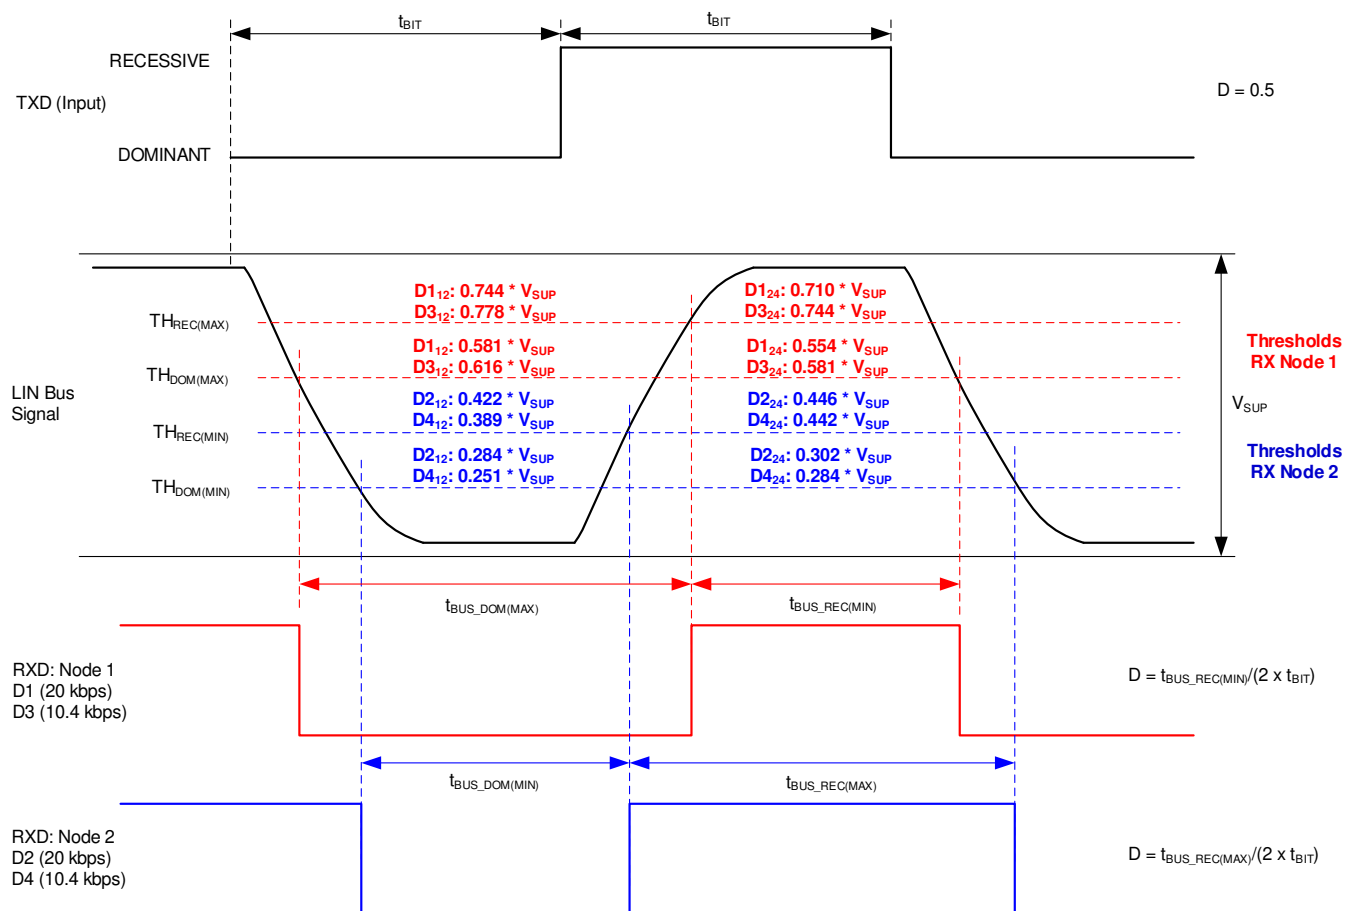 tBIT
tBIT
RECESSIVE
TXD (Input)
D = 0.5
DOMINANT
D112: 0.744 * VSUP
D312: 0.778 * VSUP
D124: 0.710 * VSUP
D324: 0.744 * VSUP
THREC(MAX)
Thresholds
RX Node 1
D112: 0.581 * VSUP
D312: 0.616 * VSUP
D124: 0.554 * VSUP
D324: 0.581 * VSUP
THDOM(MAX)
LIN Bus
Signal
VSUP
D212: 0.422 * VSUP
D412: 0.389 * VSUP
D224: 0.446 * VSUP
D424: 0.442 * VSUP
THREC(MIN)
Thresholds
RX Node 2
D212: 0.284 * VSUP
D412: 0.251 * VSUP
D224: 0.302 * VSUP
D424: 0.284 * VSUP
THDOM(MIN)
tBUS_DOM(MAX)
tBUS_REC(MIN)
RXD: Node 1
D1 (20 kbps)
D3 (10.4 kbps)
D = tBUS_REC(MIN)/(2 x tBIT)
tBUS_DOM(MIN)
tBUS_REC(MAX)
RXD: Node 2
D2 (20 kbps)
D4 (10.4 kbps)
D = tBUS_REC(MAX)/(2 x tBIT)